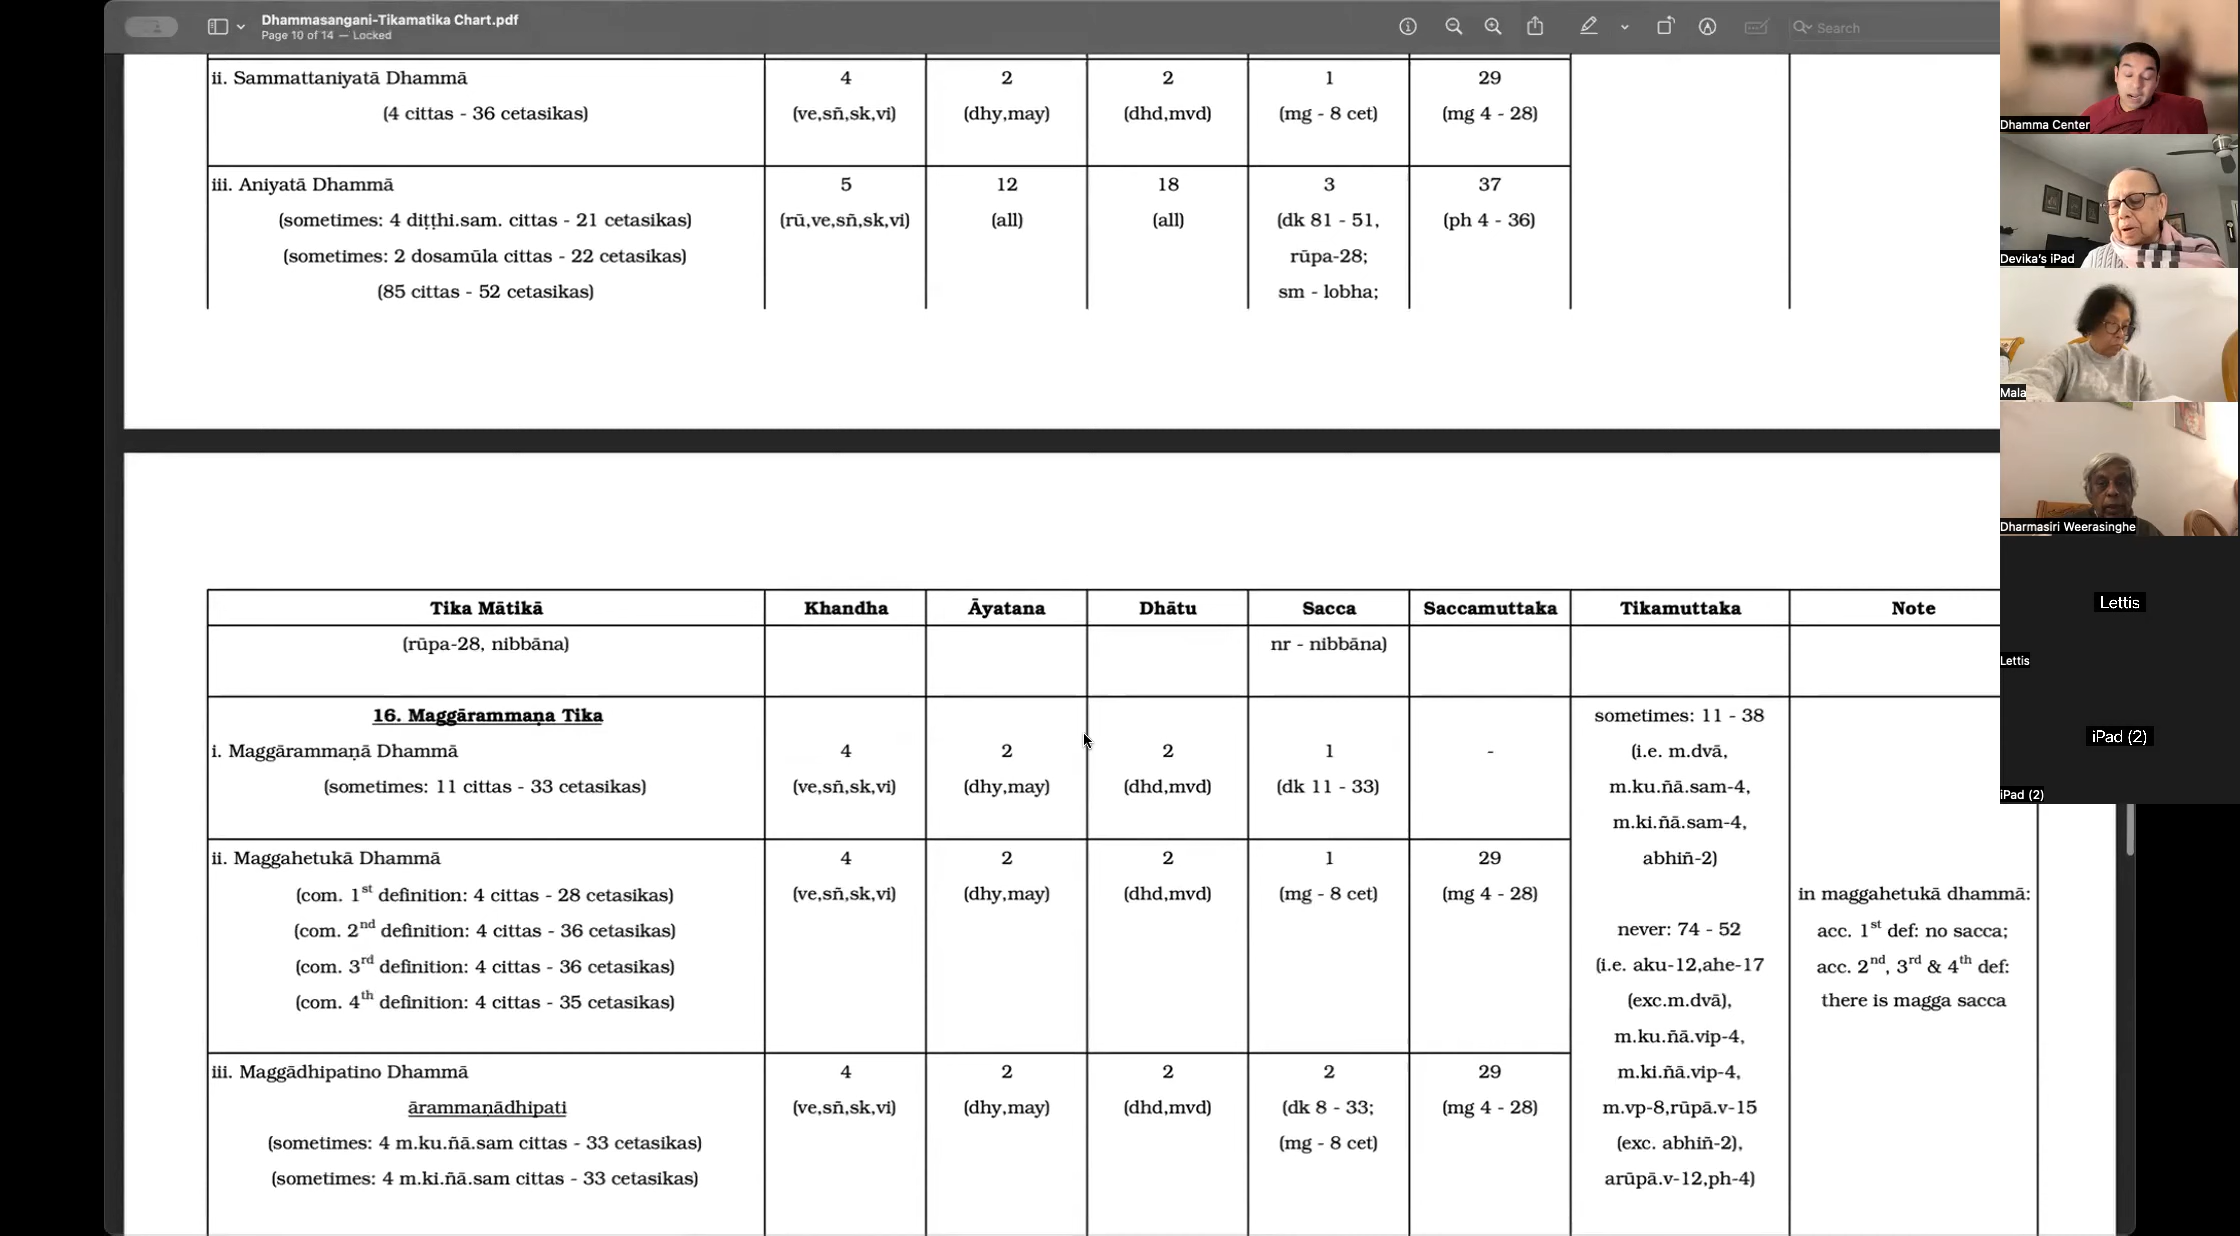 Dhammasangani-Tikamatika Chart.pdf
Page 10 of 14 — Locked
Search
ii. Sammattaniyatā Dhammā 4 2 2 1 29
(4 cittas - 36 cetasikas) (ve,sñ,sk,vi) (dhy,may) (dhd,mvd) (mg - 8 cet) (mg 4 - 28)
iii. Aniyatā Dhammā 5 12 18 3 37
(sometimes: 4 diṭṭhi.sam. cittas - 21 cetasikas) (rū,ve,sñ,sk,vi) (all) (all) (dk 81 - 51, (ph 4 - 36)
(sometimes: 2 dosamūla cittas - 22 cetasikas) rūpa-28;
(85 cittas - 52 cetasikas) sm - lobha;
Tika Mātikā Khandha Āyatana Dhātu Sacca Saccamuttaka Tikamuttaka Note
(rūpa-28, nibbāna) nr - nibbāna)
16. Maggārammaṇa Tika sometimes: 11 - 38
i. Maggārammaṇā Dhammā 4 2 2 1 - (i.e. m.dvā,
(sometimes: 11 cittas - 33 cetasikas) (ve,sñ,sk,vi) (dhy,may) (dhd,mvd) (dk 11 - 33) m.ku.ñā.sam-4,
m.ki.ñā.sam-4,
ii. Maggahetukā Dhammā 4 2 2 1 29 abhiñ-2)
(com. 1st definition: 4 cittas - 28 cetasikas) (ve,sñ,sk,vi) (dhy,may) (dhd,mvd) (mg - 8 cet) (mg 4 - 28) in maggahetukā dhammā:
(com. 2nd definition: 4 cittas - 36 cetasikas) never: 74 - 52 acc. 1st def: no sacca;
(com. 3rd definition: 4 cittas - 36 cetasikas) (i.e. aku-12,ahe-17 acc. 2nd, 3rd & 4th def:
(com. 4th definition: 4 cittas - 35 cetasikas) (exc.m.dvā), there is magga sacca
m.ku.ñā.vip-4,
iii. Maggādhipatino Dhammā 4 2 2 2 29 m.ki.ñā.vip-4,
ārammaṇādhipati (ve,sñ,sk,vi) (dhy,may) (dhd,mvd) (dk 8 - 33; (mg 4 - 28) m.vp-8,rūpā.v-15
(sometimes: 4 m.ku.ñā.sam cittas - 33 cetasikas) (mg - 8 cet) (exc. abhiñ-2),
(sometimes: 4 m.ki.ñā.sam cittas - 33 cetasikas) arūpā.v-12,ph-4)
Dhamma Center
Devika's iPad
Mala
Dharmasiri Weerasinghe
Lettis
Lettis
iPad (2)
iPad (2)